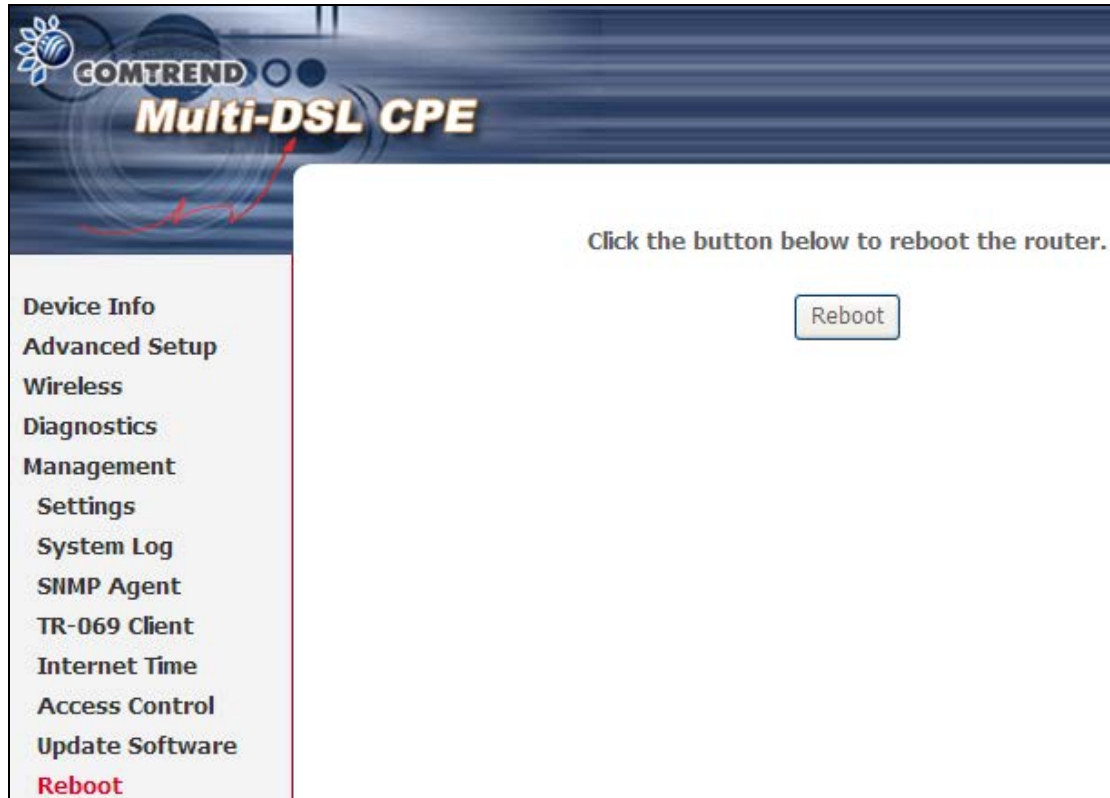 COMTREND
Multi-DSL CPE
Click the button below to reboot the router.
Reboot
Device Info
Advanced Setup
Wireless
Diagnostics
Management
Settings
System Log
SNMP Agent
TR-069 Client
Internet Time
Access Control
Update Software
Reboot